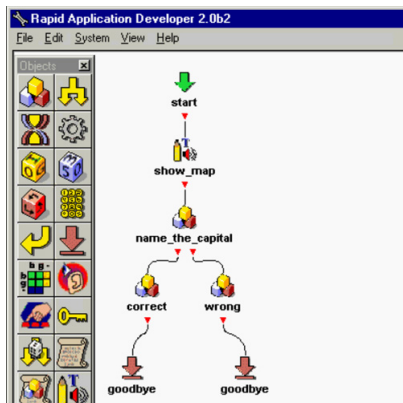 Rapid Application Developer 2.0b2
File Edit System View Help
Objects
start
show_map
name_the_capital
correct wrong
goodbye goodbye